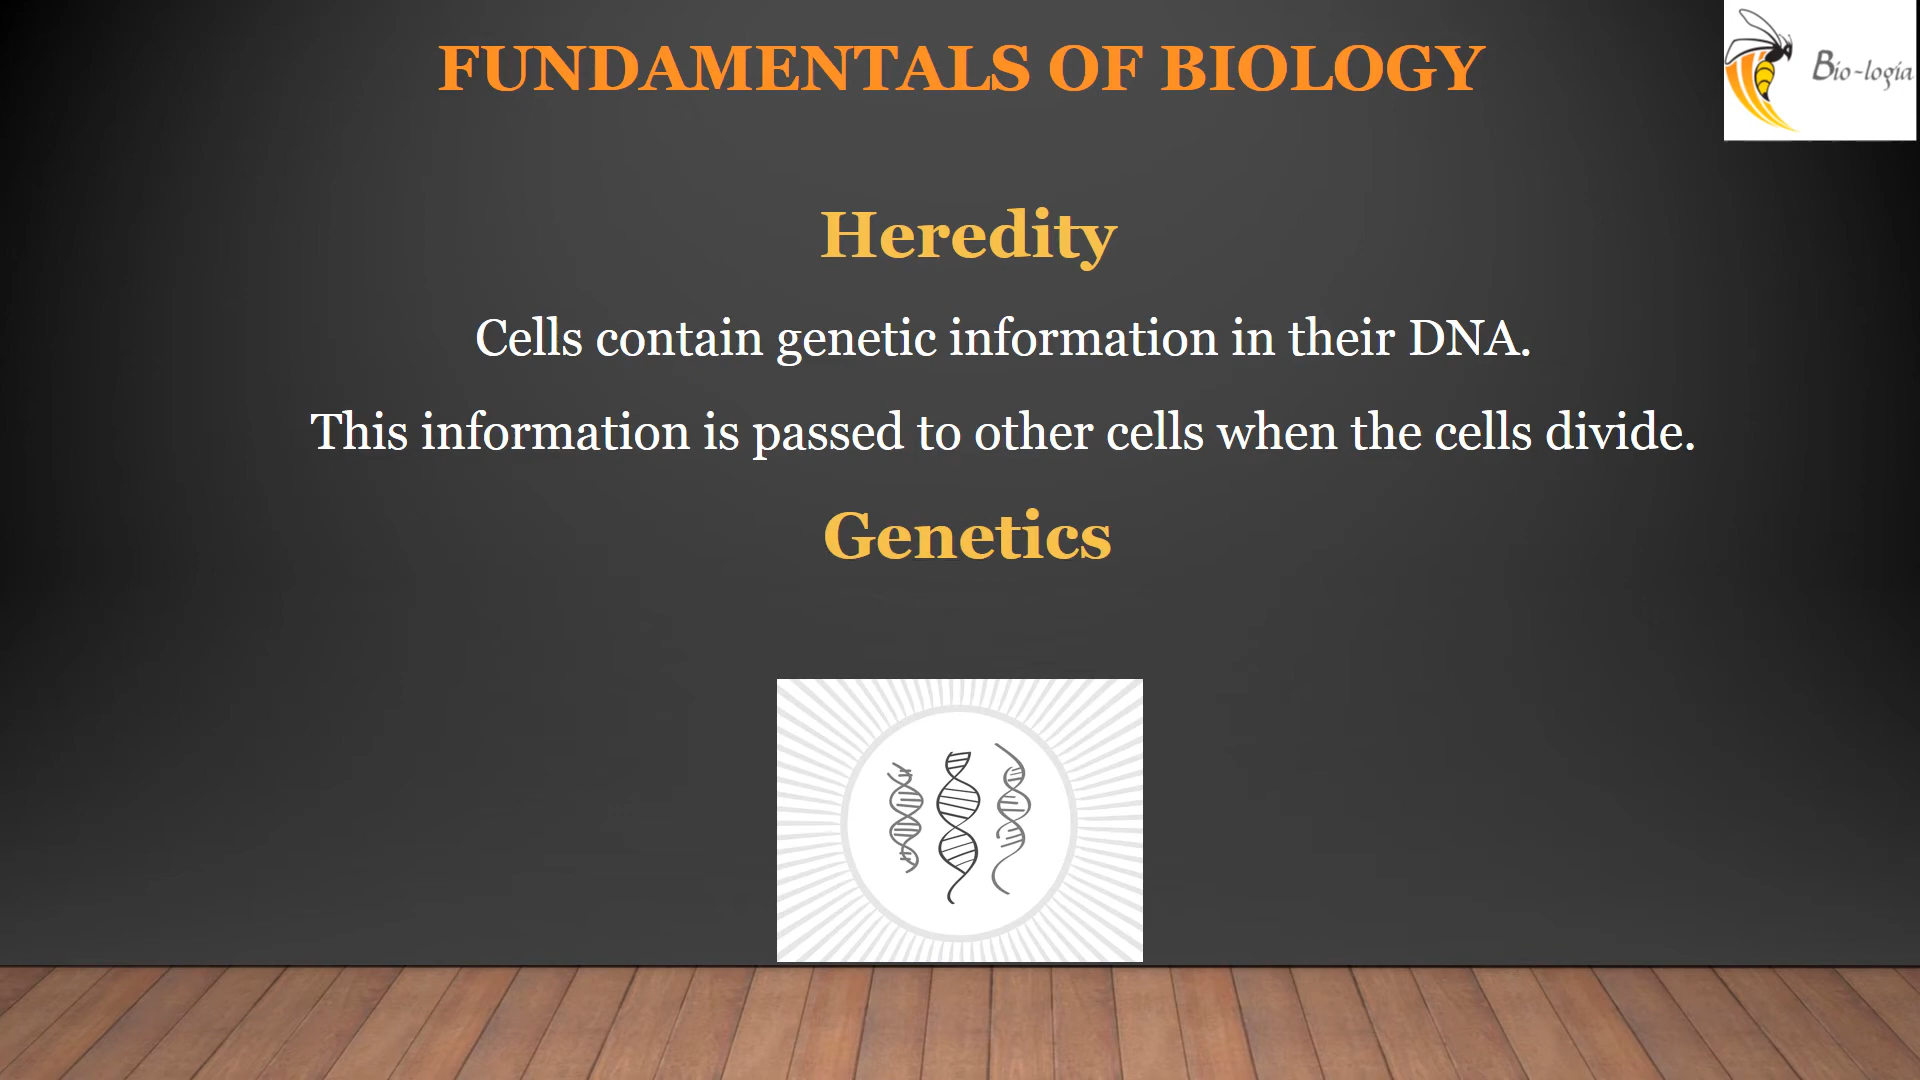 FUNDAMENTALS OF BIOLOGY
Bio-logía
Heredity
Cells contain genetic information in their DNA.
This information is passed to other cells when the cells divide.
Genetics